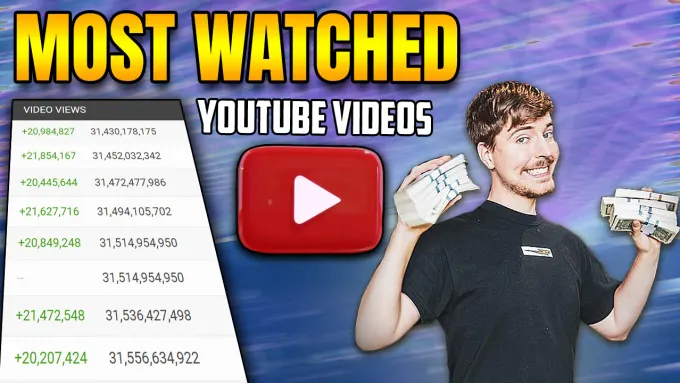 MOST WATCHED
YOUTUBE VIDEOS
VIDEO VIEWS
+20,984,827 31,430,178,175
+21,854,167 31,452,032,342
+20,445,644 31,472,477,986
+21,627,716 31,494,105,702
+20,849,248 31,514,954,950
-- 31,514,954,950
+21,472,548 31,536,427,498
+20,207,424 31,556,634,922